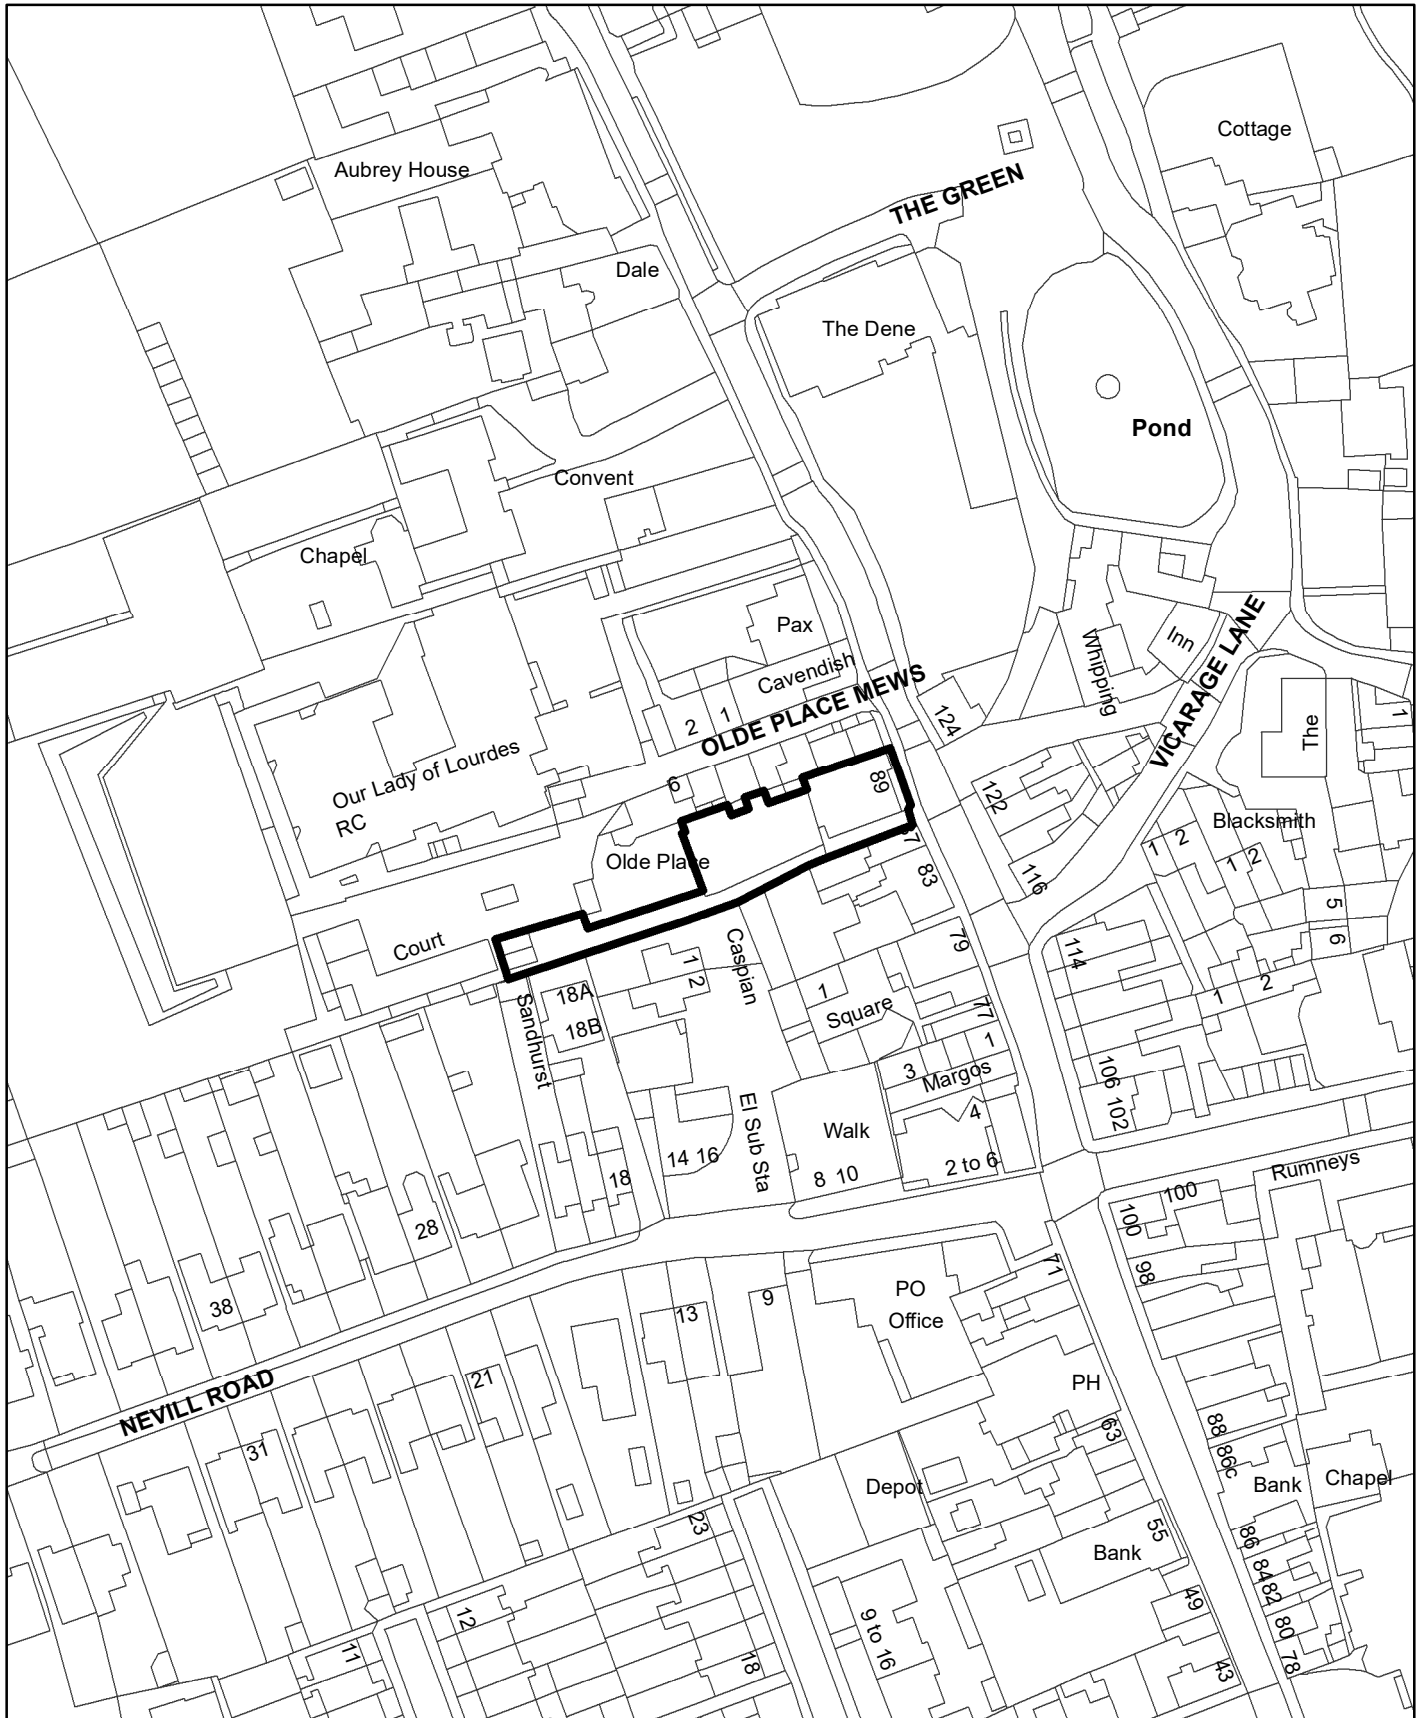 Cottage
Aubrey House
THE GREEN
Dale
The Dene
Pond
Convent
Chapel
Pax
Whipping
Inn
VICARAGE LANE
Cavendish
2
1
OLDE PLACE MEWS
124
The
1
Our Lady of Lourdes
RC
6
89
122
Blacksmith
1
2
1
2
Olde Place
87
83
116
5
6
Court
Caspian
79
114
1
2
1
2
1
Square
Sandhurst
18A
18B
77
1
3
Margos
4
106
102
El Sub Sta
Walk
14 16
8 10
2 to 6
18
Rumneys
100
100
28
71
98
38
13
9
PO
Office
21
PH
NEVILL ROAD
31
63
88
86c
Depot
Bank
Chapel
23
55
Bank
86
84
82
80
78
49
43
12
11
18
9 to 16